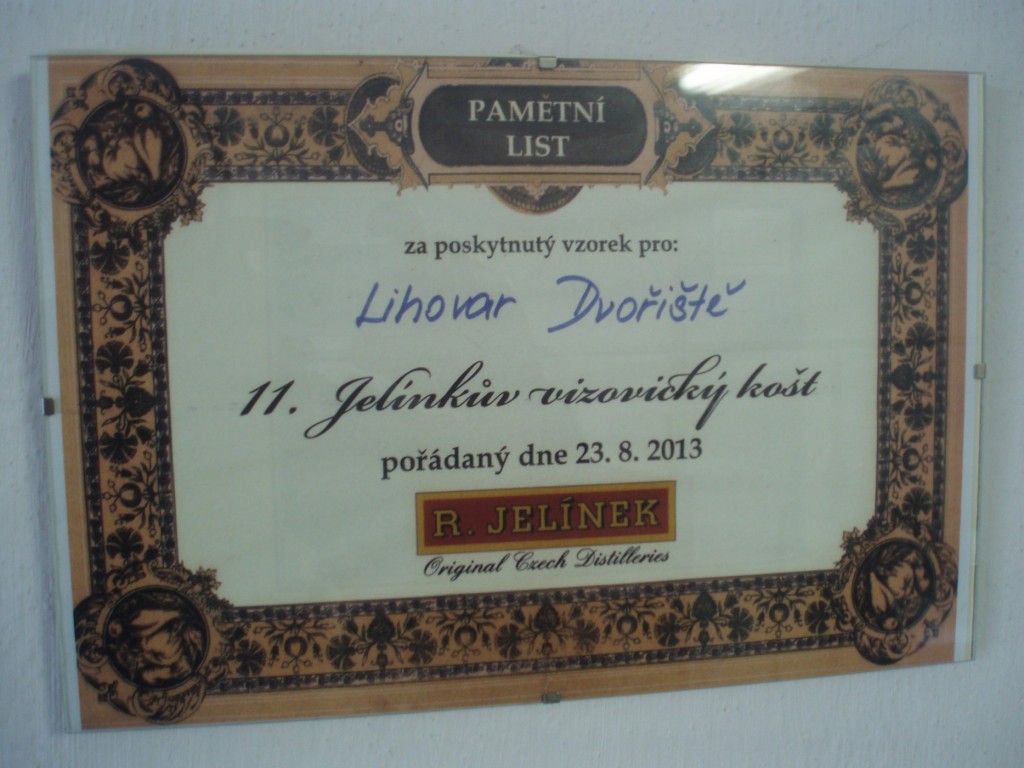 PAMĚTNÍ
LIST
za poskytnutý vzorek pro:
Lihovar Dvořiště
11. Jelínkův vizovický košt
pořádaný dne 23. 8. 2013
R. JELÍNEK
Original Czech Distilleries